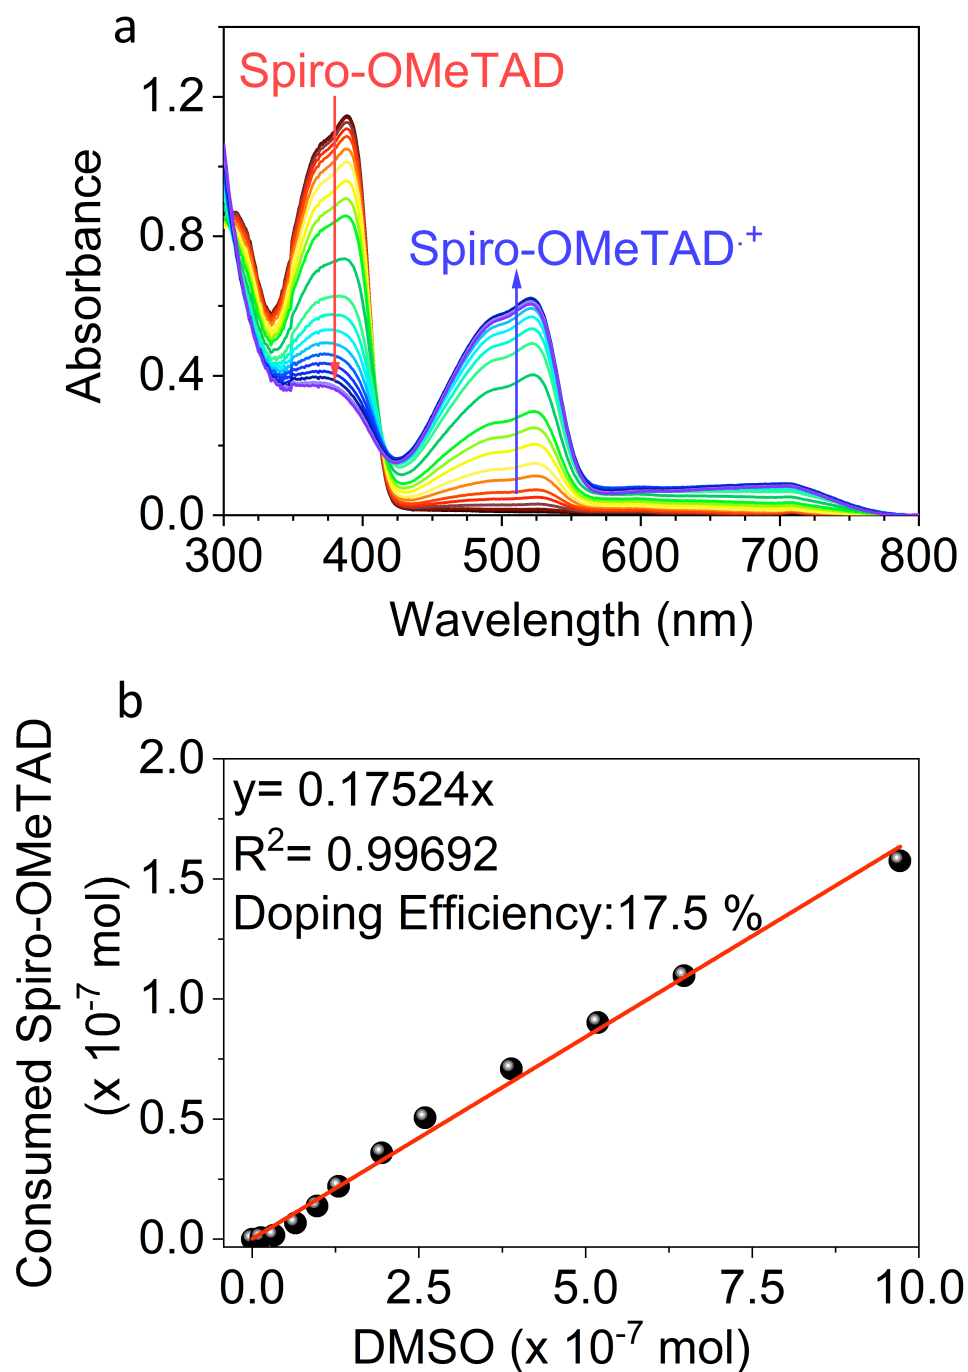 a
Spiro-OMeTAD
Spiro-OMeTAD·+
Absorbance
1.2
0.8
0.4
0.0
300 400 500 600 700 800
Wavelength (nm)
b
Consumed Spiro-OMeTAD
(x 10-7 mol)
2.0
1.5
1.0
0.5
0.0
y= 0.17524x
R2= 0.99692
Doping Efficiency:17.5 %
0.0 2.5 5.0 7.5 10.0
DMSO (x 10-7 mol)